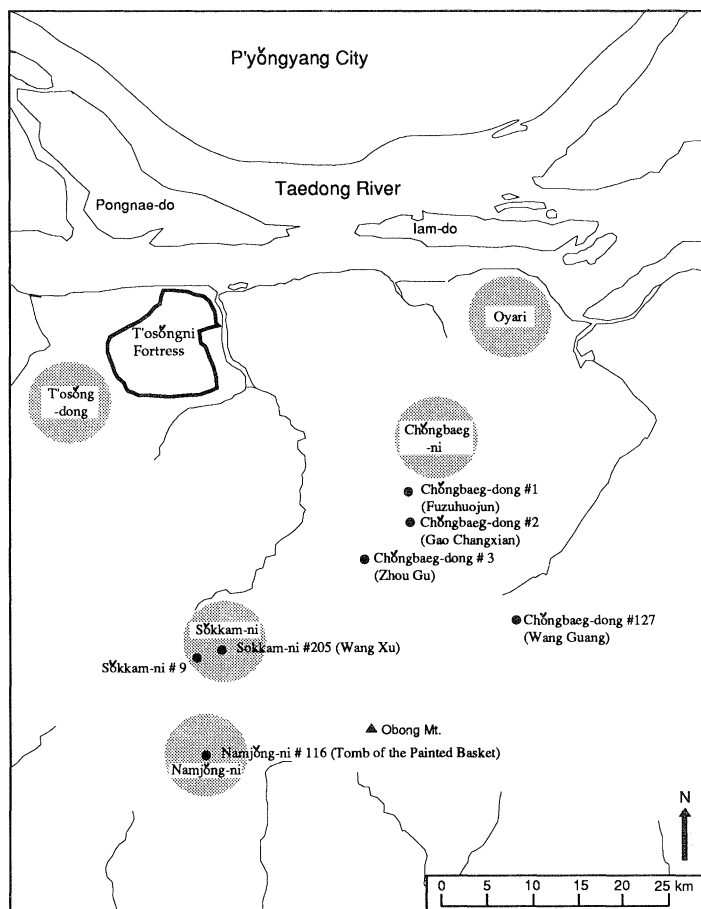 P'yŏngyang City
Taedong River
Pongnae-do
Iam-do
Oyari
T'osŏngni
Fortress
T'osŏng
-dong
Chŏngbaeg
-ni
Chŏngbaeg-dong #1
(Fuzuhuojun)
Chŏngbaeg-dong #2
(Gao Changxian)
Chŏngbaeg-dong # 3
(Zhou Gu)
Chŏngbaeg-dong #127
(Wang Guang)
Sŏkkam-ni
Sŏkkam-ni #205 (Wang Xu)
Sŏkkam-ni # 9
Obong Mt.
Namjŏng-ni # 116 (Tomb of the Painted Basket)
Namjŏng-ni
N
0 5 10 15 20 25 km